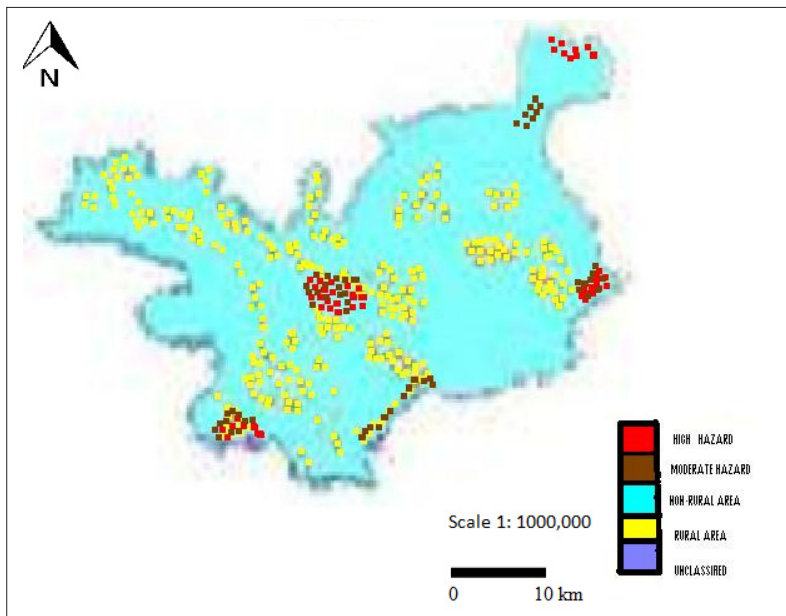 N
HIGH HAZARD
MODERATE HAZARD
NON-RURAL AREA
RURAL AREA
UNCLASSIFIED
Scale 1: 1000,000
0 10 km